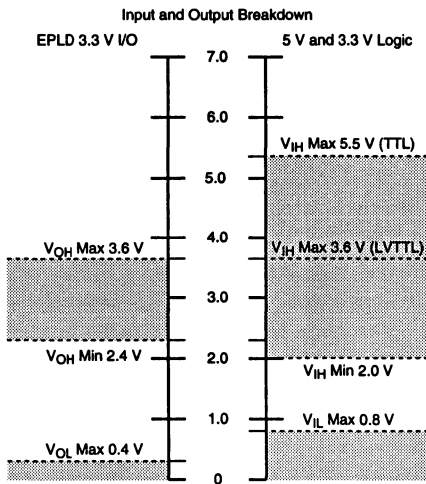 Input and Output Breakdown
EPLD 3.3 V I/O
5 V and 3.3 V Logic
7.0
6.0
VIH Max 5.5 V (TTL)
5.0
4.0
VOH Max 3.6 V
VIH Max 3.6 V (LVTTL)
3.0
VOH Min 2.4 V
2.0
VIH Min 2.0 V
1.0
VIL Max 0.8 V
VOL Max 0.4 V
0